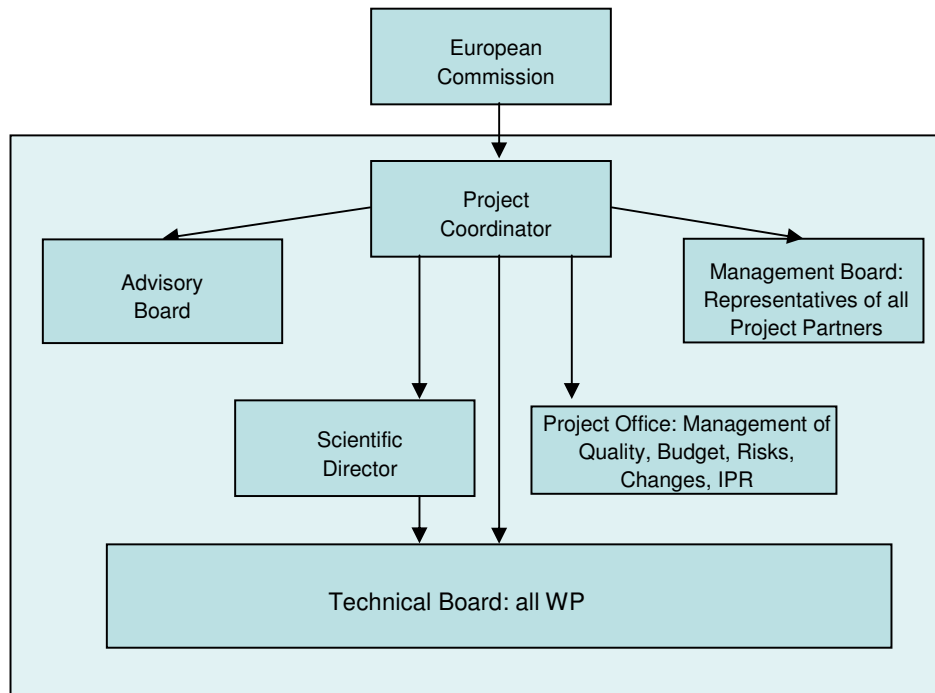 European
Commission
Project
Coordinator
Advisory
Board
Management Board:
Representatives of all
Project Partners
Scientific
Director
Project Office: Management of
Quality, Budget, Risks,
Changes, IPR
Technical Board: all WP